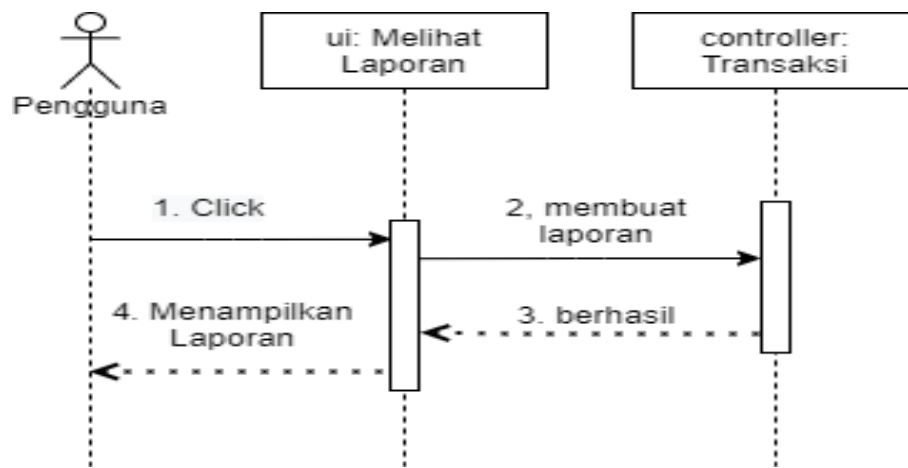 Pengguna
ui: Melihat
Laporan
controller:
Transaksi
1. Click
2, membuat
laporan
3. berhasil
4. Menampilkan
Laporan